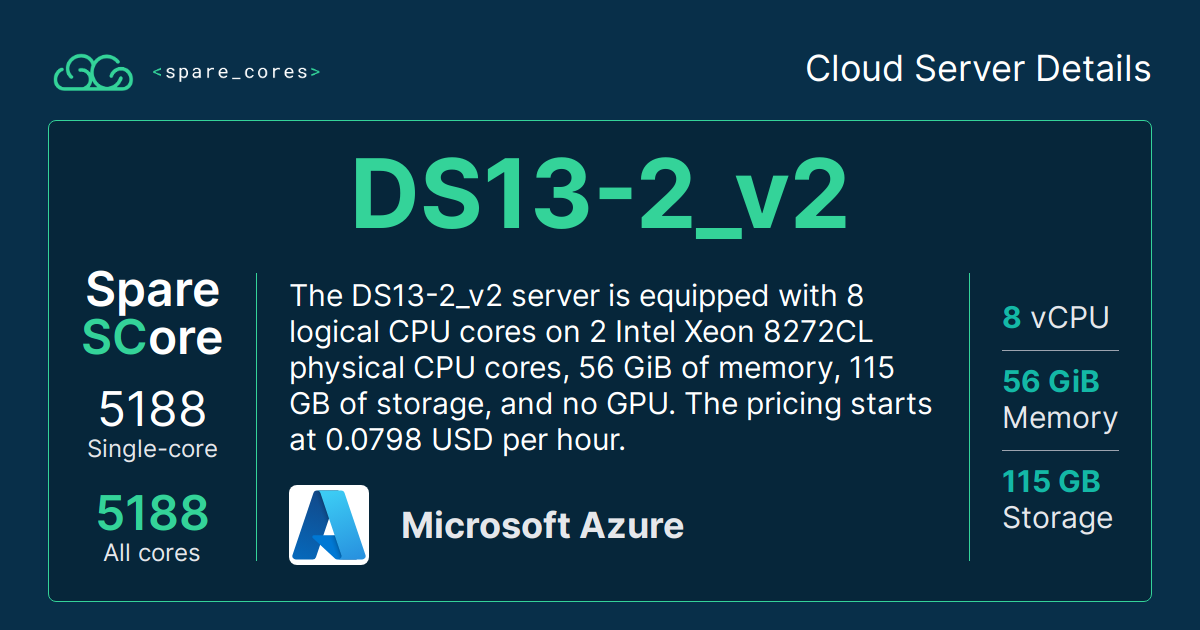 <spare_cores>
Cloud Server Details
DS13-2_v2
Spare
SCore
5188
Single-core
5188
All cores
The DS13-2_v2 server is equipped with 8
logical CPU cores on 2 Intel Xeon 8272CL
physical CPU cores, 56 GiB of memory, 115
GB of storage, and no GPU. The pricing starts
at 0.0798 USD per hour.
Microsoft Azure
8 vCPU
56 GiB
Memory
115 GB
Storage